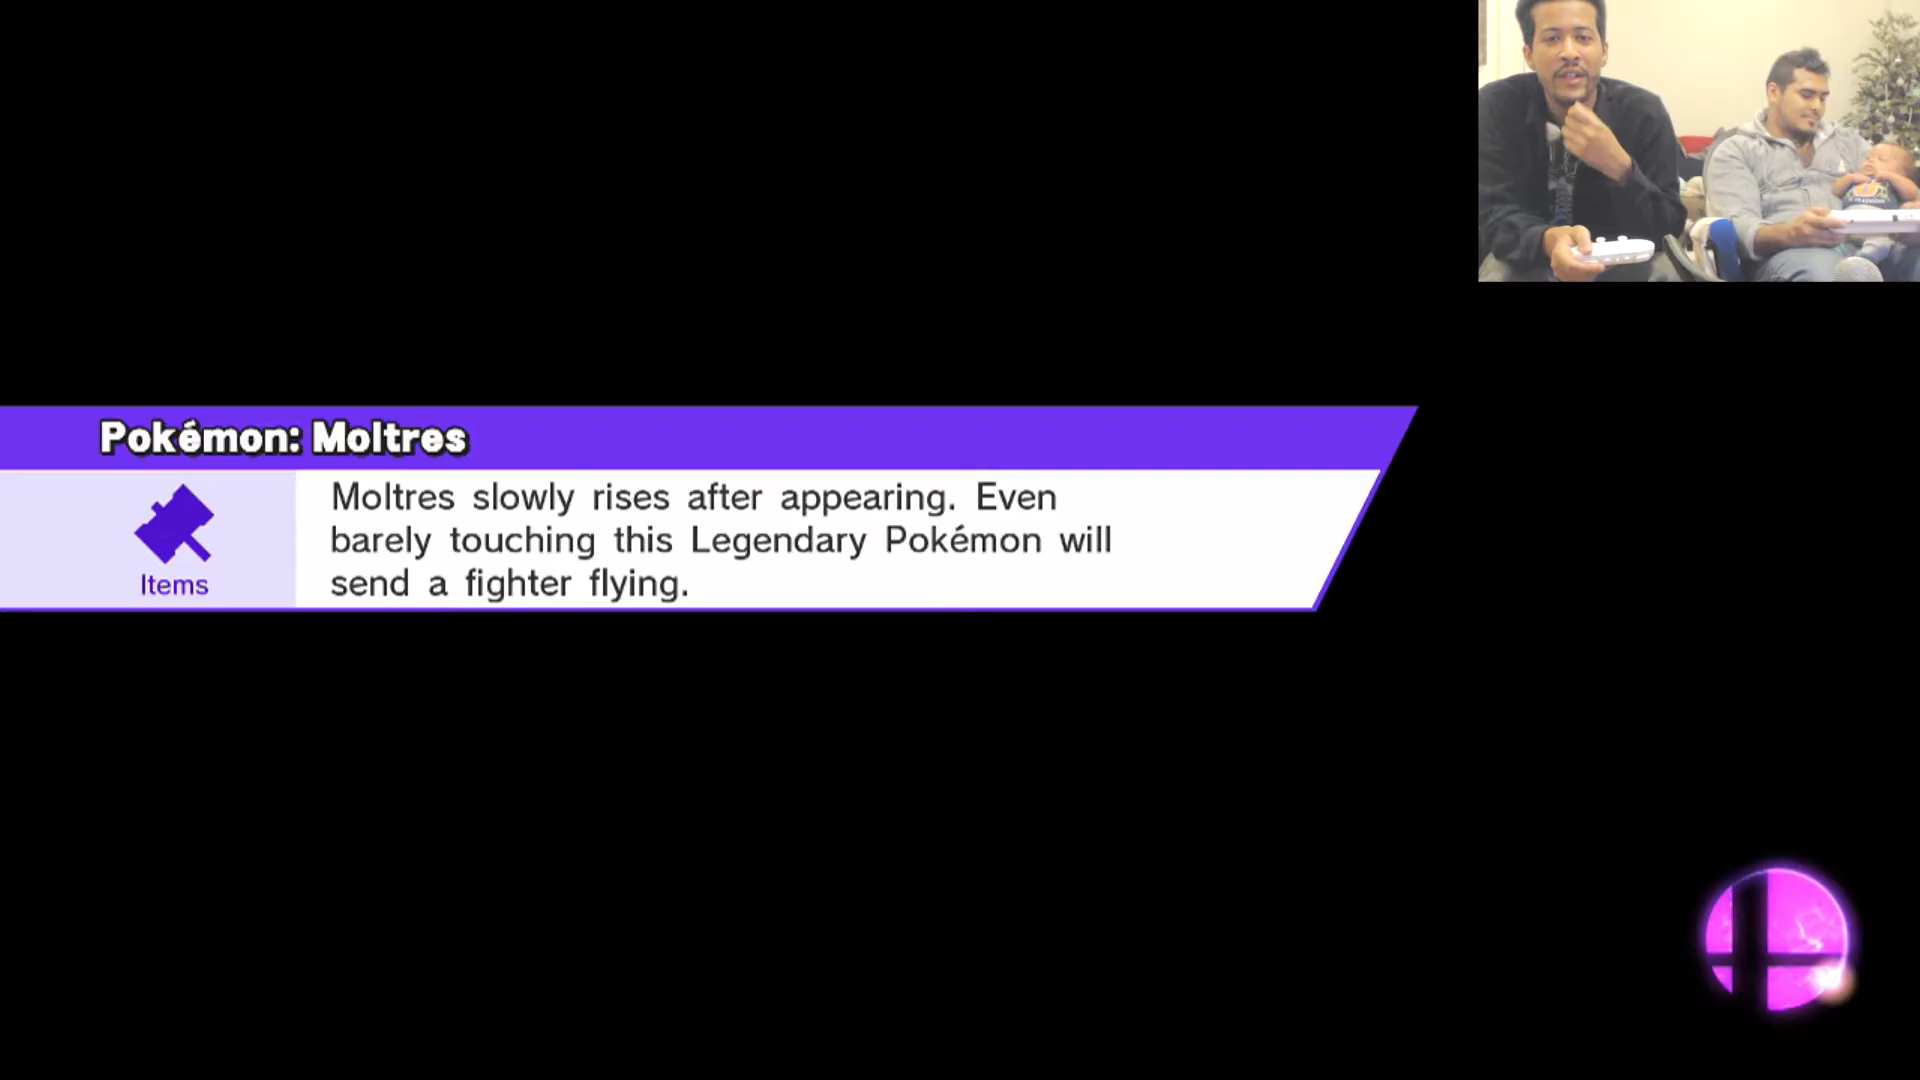 Pokémon: Moltres
Moltres slowly rises after appearing. Even
barely touching this Legendary Pokémon will
send a fighter flying.
Items